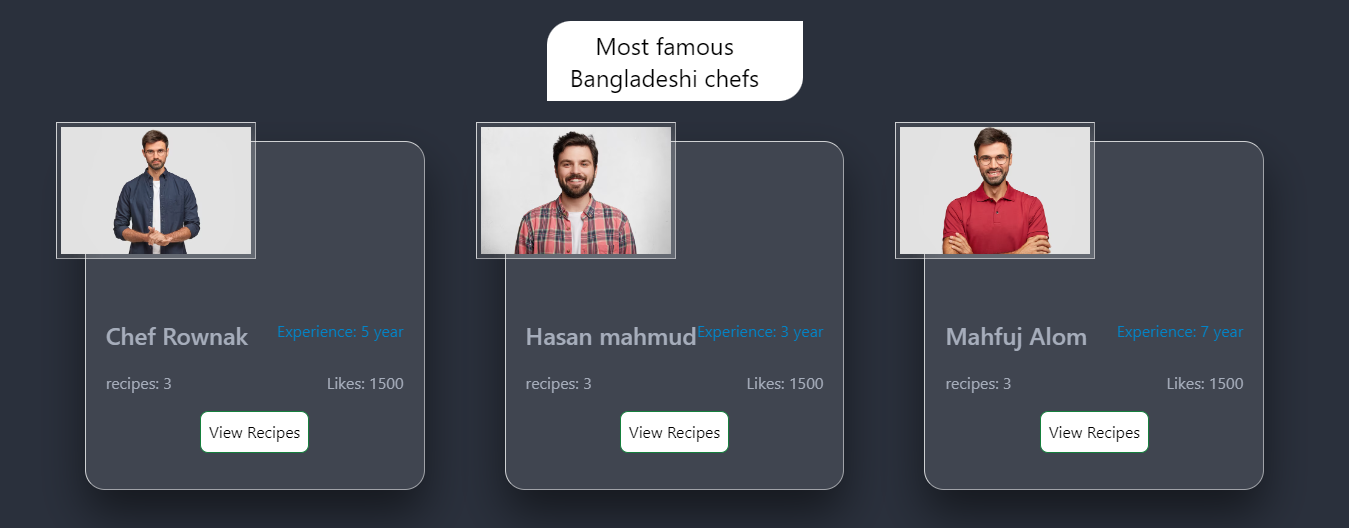 Most famous
Bangladeshi chefs
Chef Rownak
Experience: 5 year
recipes: 3
Likes: 1500
View Recipes
Hasan mahmud
Experience: 3 year
recipes: 3
Likes: 1500
View Recipes
Mahfuj Alom
Experience: 7 year
recipes: 3
Likes: 1500
View Recipes